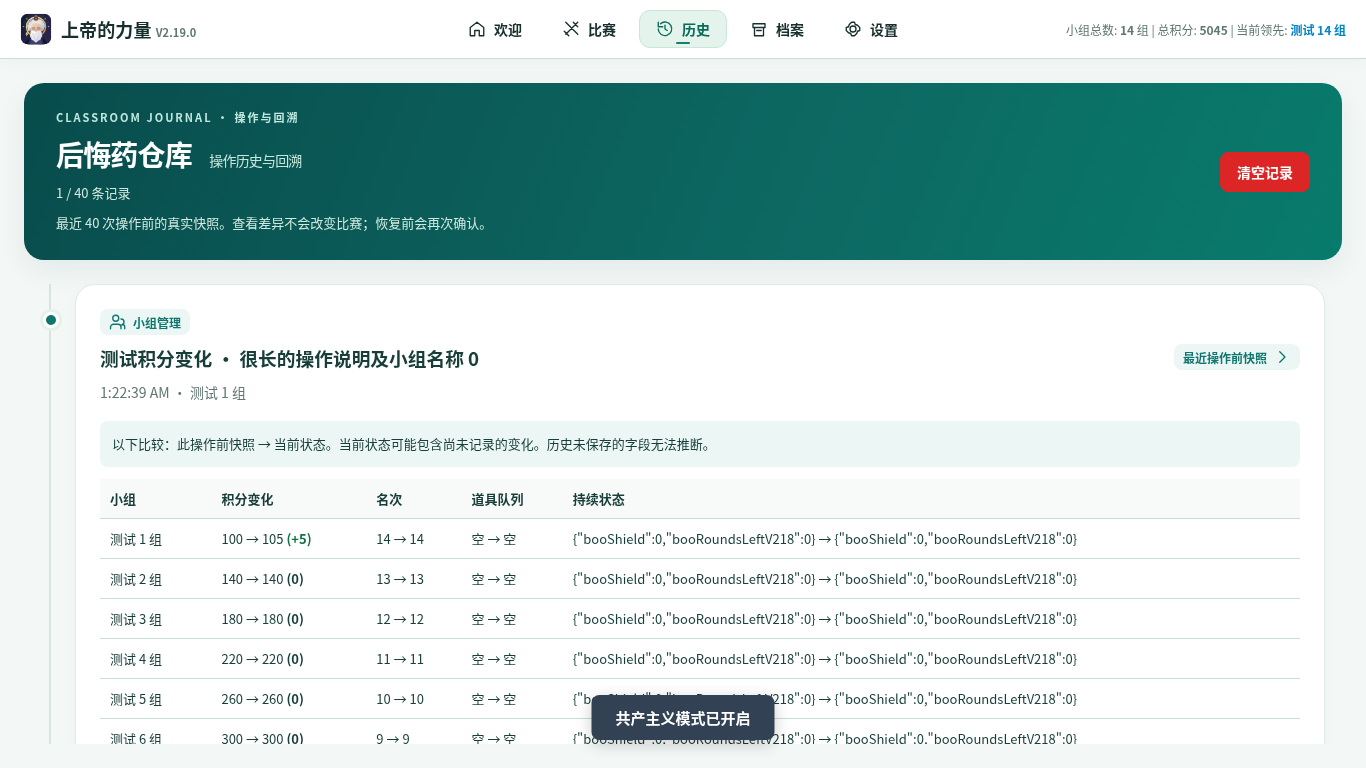 上帝的力量 V2.19.0
欢迎 比赛 历史 档案 设置
小组总数: 14 组 | 总积分: 5045 | 当前领先: 测试 14 组
CLASSROOM JOURNAL · 操作与回溯
后悔药仓库 操作历史与回溯
1 / 40 条记录
最近 40 次操作前的真实快照。查看差异不会改变比赛；恢复前会再次确认。
清空记录
小组管理
测试积分变化 · 很长的操作说明及小组名称 0
1:22:39 AM · 测试 1 组
最近操作前快照
以下比较：此操作前快照 → 当前状态。当前状态可能包含尚未记录的变化。历史未保存的字段无法推断。
小组 积分变化 名次 道具队列 持续状态
测试 1 组 100 → 105 (+5) 14 → 14 空 → 空 {"booShield":0,"booRoundsLeftV218":0} → {"booShield":0,"booRoundsLeftV218":0}
测试 2 组 140 → 140 (0) 13 → 13 空 → 空 {"booShield":0,"booRoundsLeftV218":0} → {"booShield":0,"booRoundsLeftV218":0}
测试 3 组 180 → 180 (0) 12 → 12 空 → 空 {"booShield":0,"booRoundsLeftV218":0} → {"booShield":0,"booRoundsLeftV218":0}
测试 4 组 220 → 220 (0) 11 → 11 空 → 空 {"booShield":0,"booRoundsLeftV218":0} → {"booShield":0,"booRoundsLeftV218":0}
测试 5 组 260 → 260 (0) 10 → 10 空 → 空 → {"booShield":0,"booRoundsLeftV218":0}
共产主义模式已开启
测试 6 组 300 → 300 (0) 9 → 9 空 → 空 → {"booShield":0,"booRoundsLeftV218":0}